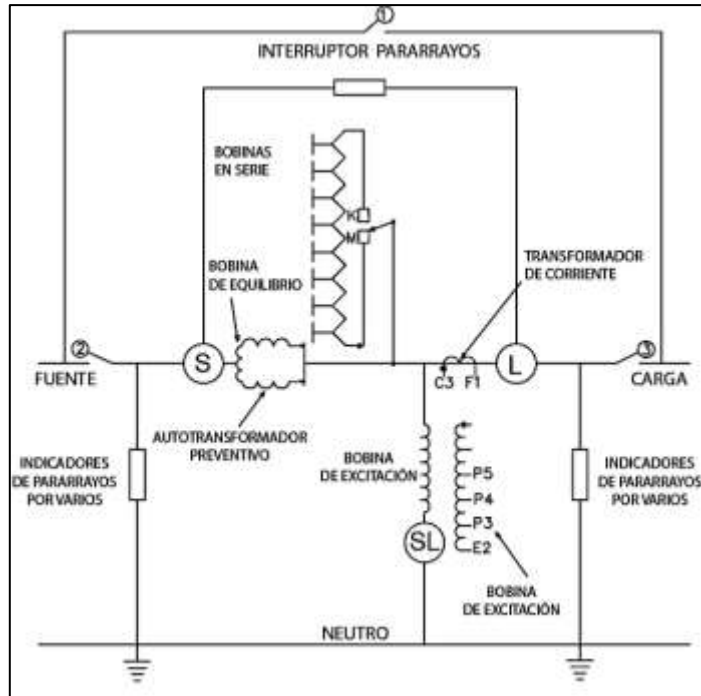 1
INTERRUPTOR PARARRAYOS
BOBINAS
EN SERIE
K
M
TRANSFORMADOR
DE CORRIENTE
BOBINA
DE EQUILIBRIO
2
S
L
3
FUENTE
C3 F1
CARGA
AUTOTRANSFORMADOR
PREVENTIVO
BOBINA
DE EXCITACIÓN
INDICADORES
DE PARARRAYOS
POR VARIOS
P5
P4
P3
E2
INDICADORES
DE PARARRAYOS
POR VARIOS
SL
BOBINA
DE EXCITACIÓN
NEUTRO